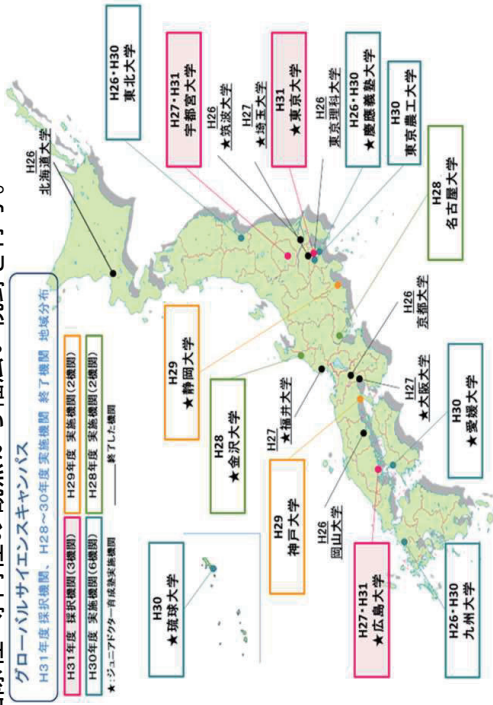 グローバルサイエンスキャンパス
H31年度 採択機関、H28～30年度 実施機関 終了機関 地域分布
H31年度 採択機関(3機関)
H29年度 実施機関(2機関)
H30年度 実施機関(6機関)
H28年度 実施機関(2機関)
★:ジュニアドクター育成塾実施機関
終了した機関
H26
北海道大学
H26・H30
東北大学
H27・H31
宇都宮大学
H26
★筑波大学
H27
★埼玉大学
H31
★東京大学
H26
東京理科大学
H26・H30
★慶應義塾大学
H30
東京農工大学
H28
名古屋大学
H29
★静岡大学
H28
★金沢大学
H27
★福井大学
H26
京都大学
H27
★大阪大学
H29
神戸大学
H26
岡山大学
H30
★愛媛大学
H27・H31
★広島大学
H26・H30
九州大学
H30
★琉球大学